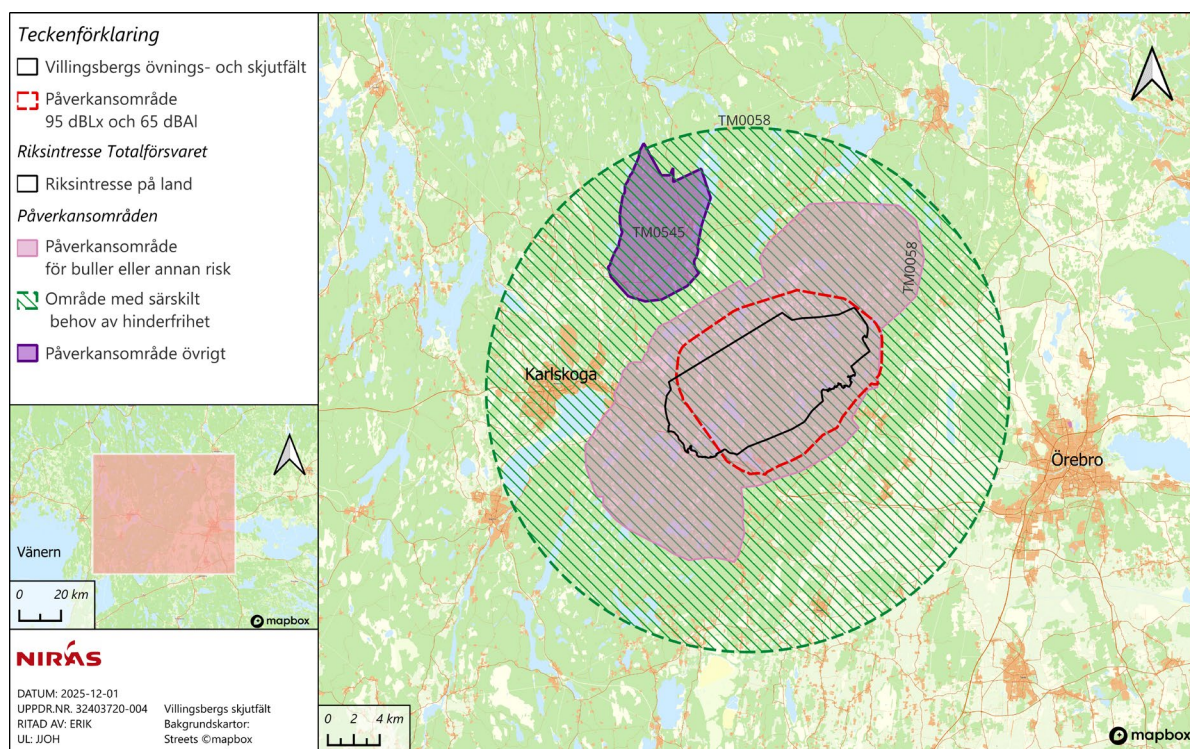 Teckenförklaring
Villingsbergs övnings- och skjutfält
Påverkansområde
95 dBLx och 65 dBAI
Riksintresse Totalförsvaret
Riksintresse på land
Påverkansområden
Påverkansområde
för buller eller annan risk
Område med särskilt
behov av hinderfrihet
Påverkansområde övrigt
Vänern
0 20 km
mapbox
NIRAS
DATUM: 2025-12-01
UPPDR.NR. 32403720-004
RITAD AV: ERIK
UL: JJOH
Villingsbergs skjutfält
Bakgrundskartor:
Streets ©mapbox
TM0058
TM0545
TM0058
Karlskoga
Örebro
0 2 4 km
mapbox